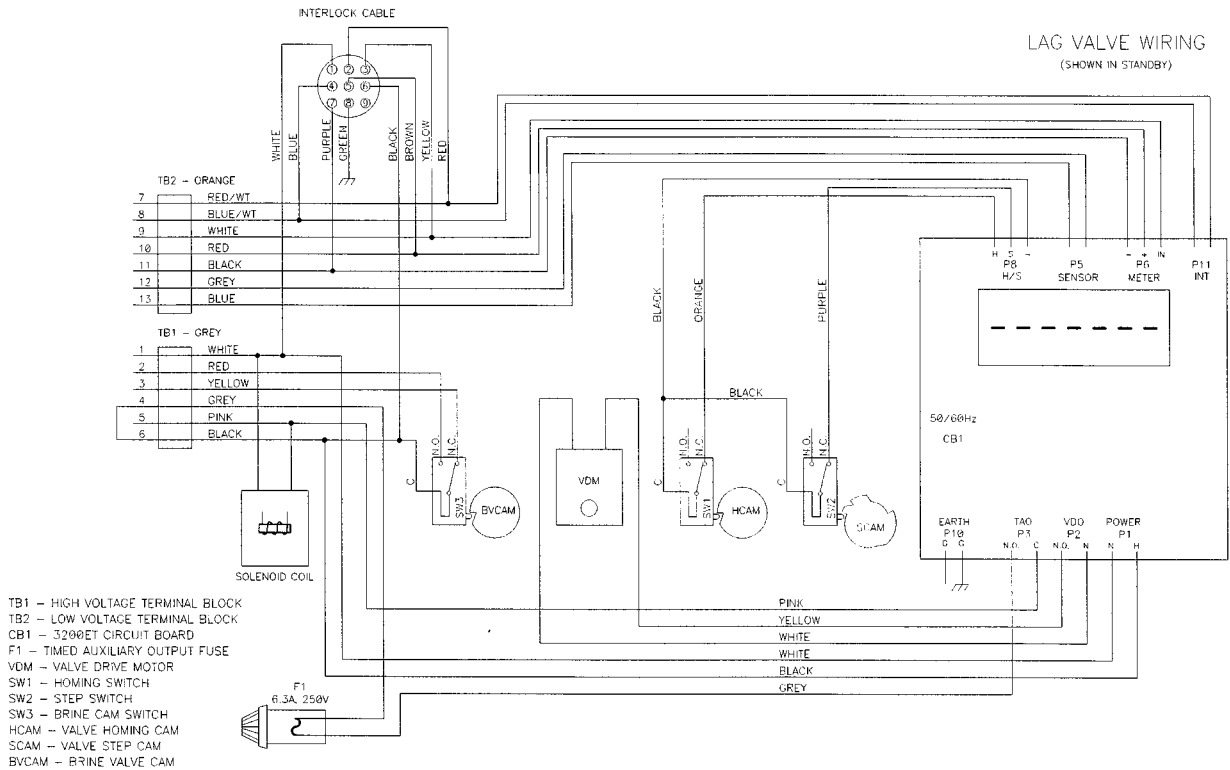 INTERLOCK CABLE
LAG VALVE WIRING
(SHOWN IN STANDBY)
1 2 3
4 5 6
7 8 9
WHITE
BLUE
PURPLE
GREEN
BLACK
BROWN
YELLOW
RED
TB2 – ORANGE
7 RED/WT
8 BLUE/WT
9 WHITE
10 RED
11 BLACK
12 GREY
13 BLUE
TB1 – GREY
1 WHITE
2 RED
3 YELLOW
4 GREY
5 PINK
6 BLACK
BLACK
ORANGE
PURPLE
BLACK
H S – – + IN
P8 P5 P6 P11
H/S SENSOR METER INT
50/60Hz
CB1
N.O. N.C.
C
SW3
BVCAM
VDM
N.O. N.C.
C
SW1
HCAM
N.O. N.C.
C
SW2
SCAM
EARTH TAO VDO POWER
P10 P3 P2 P1
G G N.O. C N.O. N N H
SOLENOID COIL
PINK
YELLOW
WHITE
WHITE
BLACK
GREY
F1
6.3A, 250V
TB1 – HIGH VOLTAGE TERMINAL BLOCK
TB2 – LOW VOLTAGE TERMINAL BLOCK
CB1 – 3200ET CIRCUIT BOARD
F1 – TIMED AUXILIARY OUTPUT FUSE
VDM – VALVE DRIVE MOTOR
SW1 – HOMING SWITCH
SW2 – STEP SWITCH
SW3 – BRINE CAM SWITCH
HCAM – VALVE HOMING CAM
SCAM – VALVE STEP CAM
BVCAM – BRINE VALVE CAM